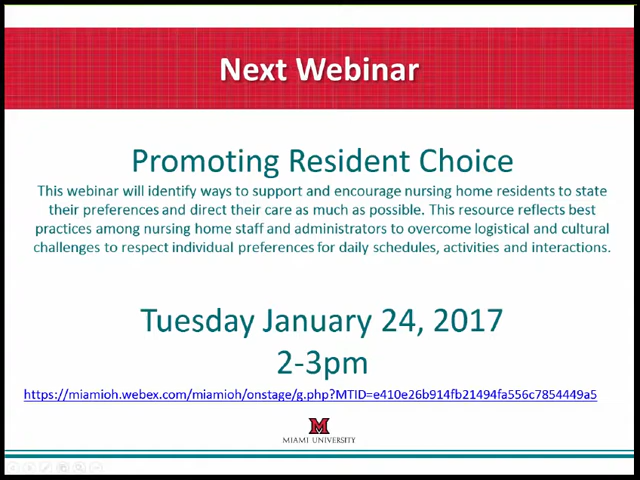 Next Webinar
Promoting Resident Choice
This webinar will identify ways to support and encourage nursing home residents to state
their preferences and direct their care as much as possible. This resource reflects best
practices among nursing home staff and administrators to overcome logistical and cultural
challenges to respect individual preferences for daily schedules, activities and interactions.
Tuesday January 24, 2017
2-3pm
https://miamioh.webex.com/miamioh/onstage/g.php?MTID=e410e26b914fb21494fa556c7854449a5
M
MIAMI UNIVERSITY